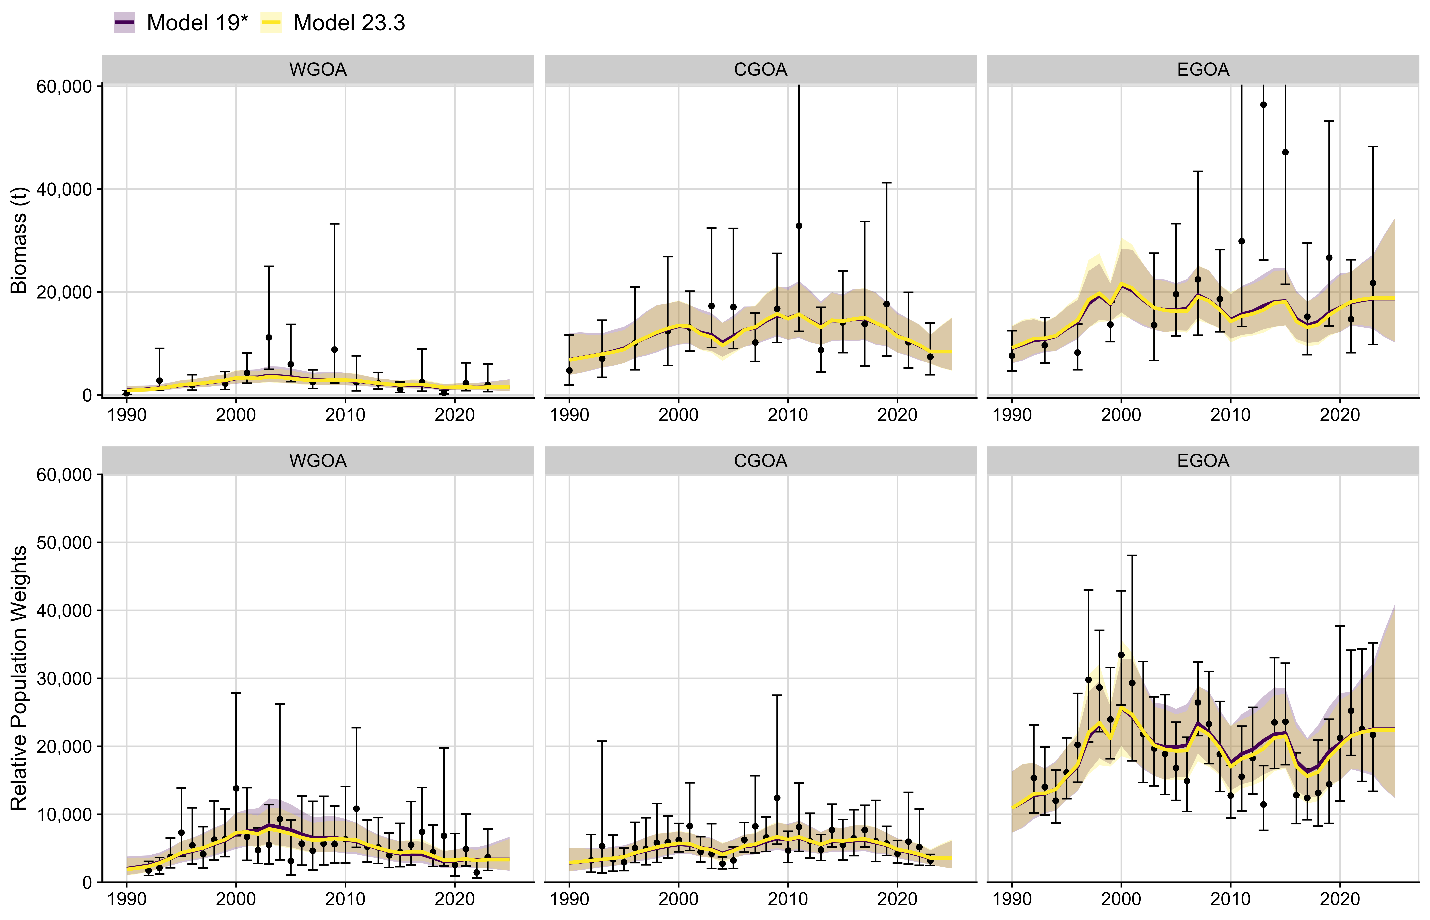 Model 19* Model 23.3
WGOA CGOA EGOA
Biomass (t)
60,000
40,000
20,000
0
1990 2000 2010 2020 1990 2000 2010 2020 1990 2000 2010 2020
WGOA CGOA EGOA
Relative Population Weights
60,000
50,000
40,000
30,000
20,000
10,000
0
1990 2000 2010 2020 1990 2000 2010 2020 1990 2000 2010 2020